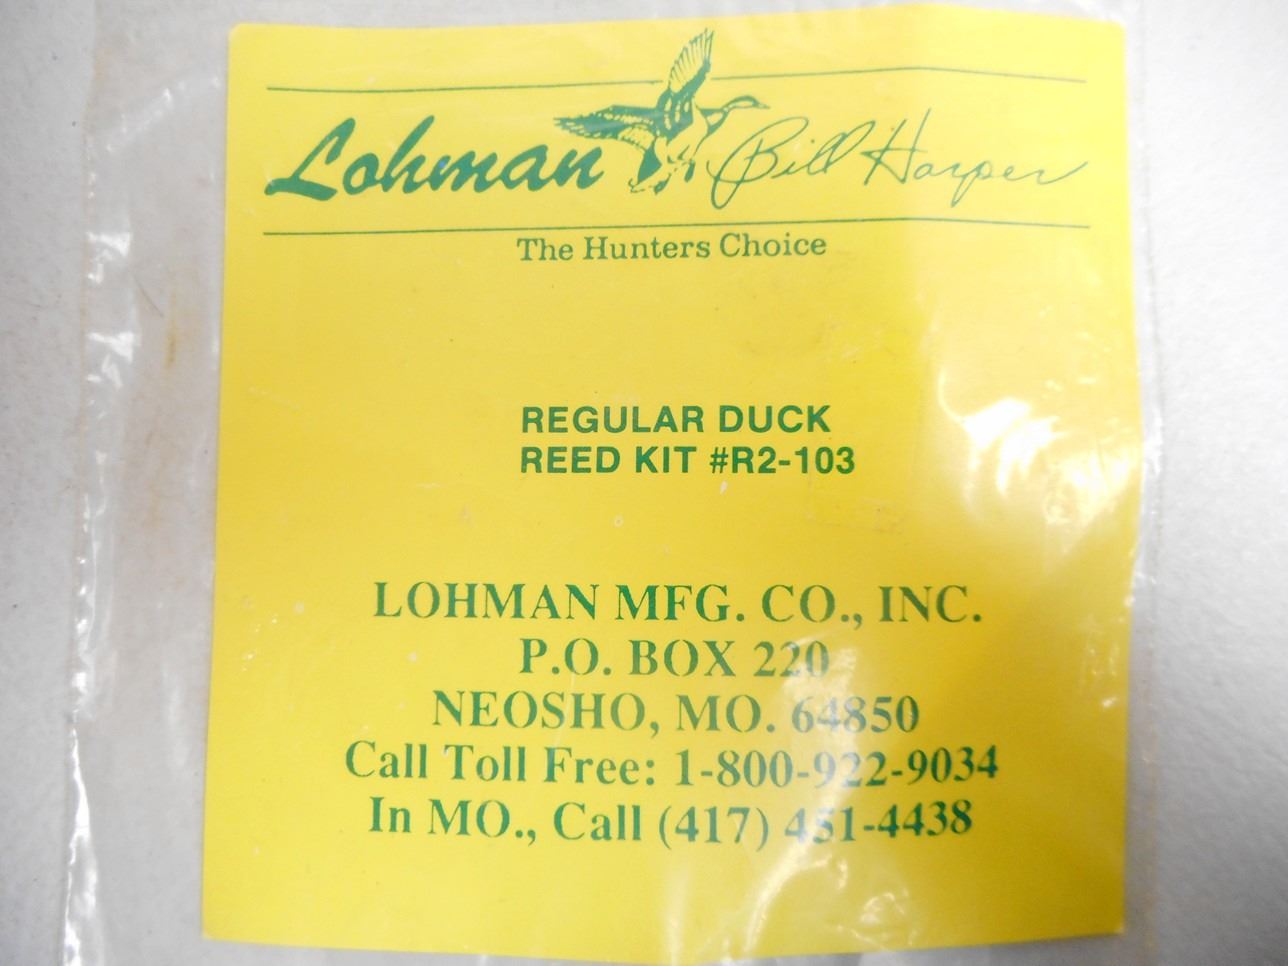 Lohman Bill Harper
The Hunters Choice
REGULAR DUCK
REED KIT #R2-103
LOHMAN MFG. CO., INC.
P.O. BOX 220
NEOSHO, MO. 64850
Call Toll Free: 1-800-922-9034
In MO., Call (417) 451-4438